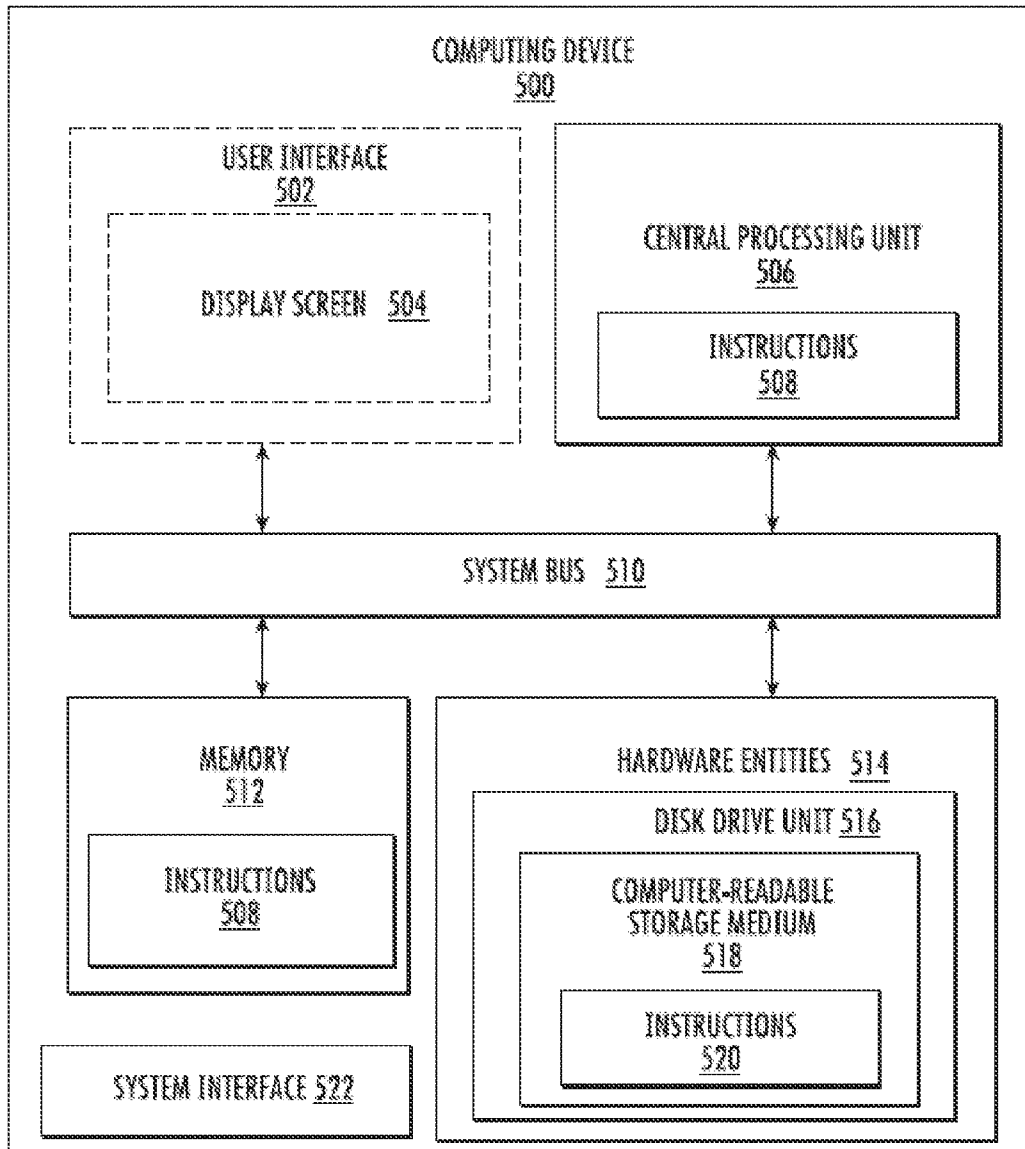 COMPUTING DEVICE
500
USER INTERFACE
502
DISPLAY SCREEN 504
CENTRAL PROCESSING UNIT
506
INSTRUCTIONS
508
SYSTEM BUS 510
MEMORY
512
INSTRUCTIONS
508
HARDWARE ENTITIES 514
DISK DRIVE UNIT 516
COMPUTER-READABLE
STORAGE MEDIUM
518
INSTRUCTIONS
520
SYSTEM INTERFACE 522